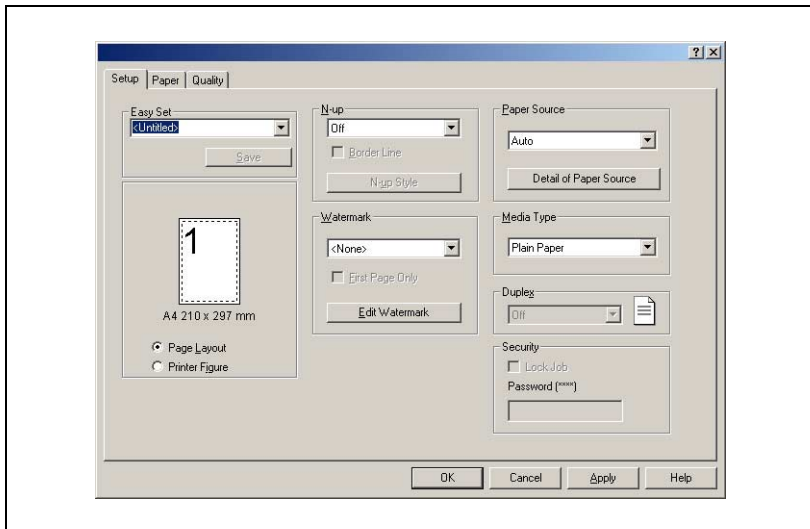 Setup Paper Quality
Easy Set
<Untitled>
Save
1
A4 210 x 297 mm
Page Layout
Printer Figure
N-up
Off
Border Line
N-up Style
Watermark
<None>
First Page Only
Edit Watermark
Paper Source
Auto
Detail of Paper Source
Media Type
Plain Paper
Duplex
Off
Security
Lock Job
Password (****)
OK Cancel Apply Help